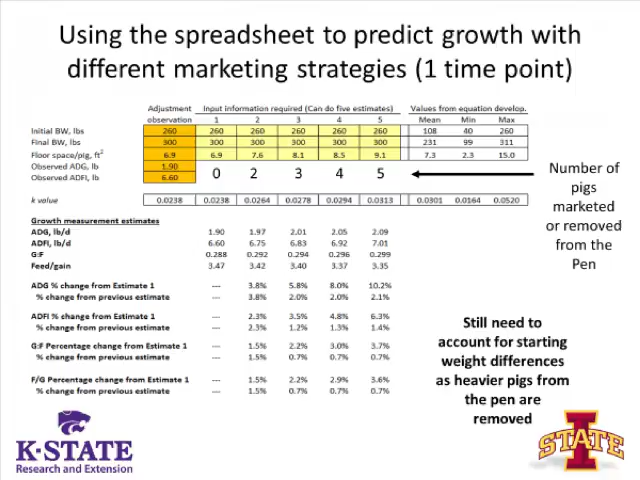 Using the spreadsheet to predict growth with
different marketing strategies (1 time point)
Adjustment Input information required (Can do five estimates) Values from equation develop.
observation 1 2 3 4 5 Mean Min Max
Initial BW, lbs 260 260 260 260 260 260 108 40 260
Final BW, lbs 300 300 300 300 300 300 231 99 311
Floor space/pig, ft2 6.9 6.9 7.6 8.1 8.5 9.1 7.3 2.3 15.0
Observed ADG, lb 1.90
Observed ADFI, lb 6.60
0 2 3 4 5
Number of
pigs
marketed
or removed
from the
Pen
k value 0.0238 0.0238 0.0264 0.0278 0.0294 0.0313 0.0301 0.0164 0.0520
Growth measurement estimates
ADG, lb/d 1.90 1.97 2.01 2.05 2.09
ADFI, lb/d 6.60 6.75 6.83 6.92 7.01
G:F 0.288 0.292 0.294 0.296 0.299
Feed/gain 3.47 3.42 3.40 3.37 3.35
ADG % change from Estimate 1 --- 3.8% 5.8% 8.0% 10.2%
% change from previous estimate --- 3.8% 2.0% 2.0% 2.1%
ADFI % change from Estimate 1 --- 2.3% 3.5% 4.8% 6.3%
% change from previous estimate --- 2.3% 1.2% 1.3% 1.4%
G:F Percentage change from Estimate 1 --- 1.5% 2.2% 3.0% 3.7%
% change from previous estimate --- 1.5% 0.7% 0.7% 0.7%
F/G Percentage change from Estimate 1 --- 1.5% 2.2% 2.9% 3.6%
% change from previous estimate --- 1.5% 0.7% 0.7% 0.7%
Still need to
account for starting
weight differences
as heavier pigs from
the pen are
removed
K-STATE
Research and Extension
I
STATE